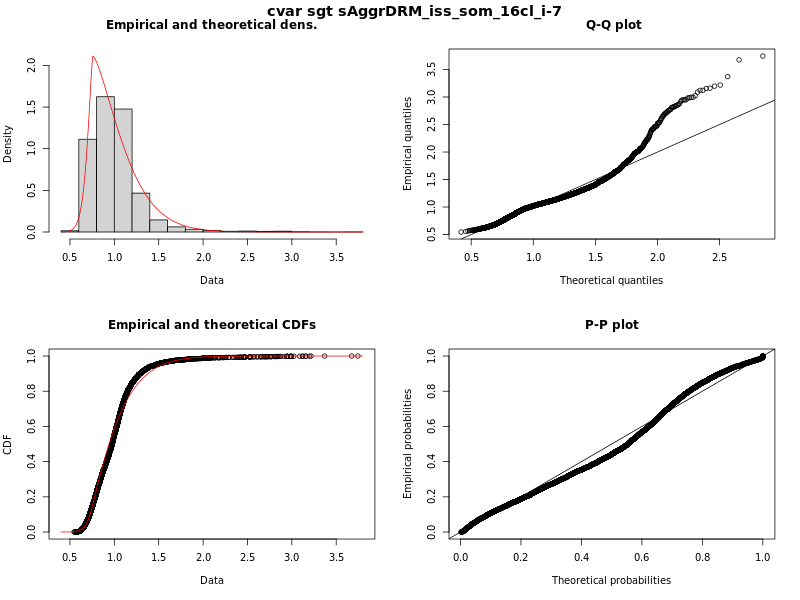 cvar sgt sAggrDRM_iss_som_16cl_i-7
Empirical and theoretical dens.
Density
0.0 0.5 1.0 1.5 2.0
0.5 1.0 1.5 2.0 2.5 3.0 3.5
Data
Q-Q plot
Empirical quantiles
0.5 1.0 1.5 2.0 2.5 3.0 3.5
0.5 1.0 1.5 2.0 2.5
Theoretical quantiles
Empirical and theoretical CDFs
CDF
0.0 0.2 0.4 0.6 0.8 1.0
0.5 1.0 1.5 2.0 2.5 3.0 3.5
Data
P-P plot
Empirical probabilities
0.0 0.2 0.4 0.6 0.8 1.0
0.0 0.2 0.4 0.6 0.8 1.0
Theoretical probabilities